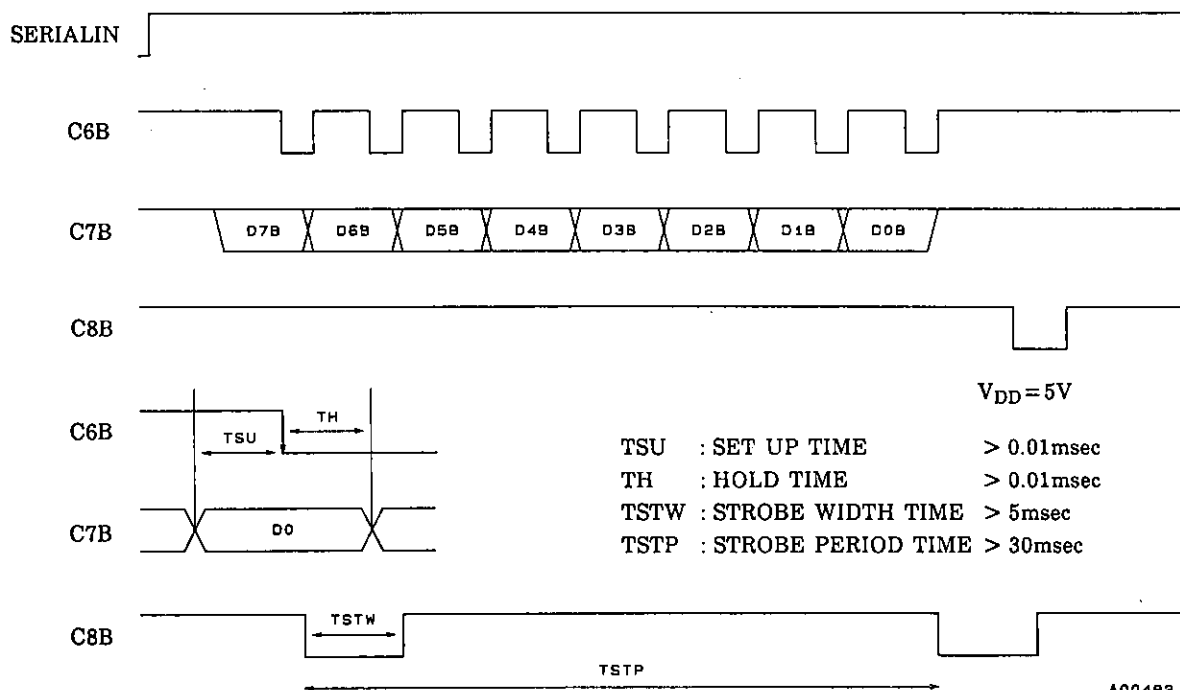 SERIALIN
C6B
C7B
D7B D6B D5B D4B D3B D2B D1B D0B
C8B
V_DD = 5V
C6B
TSU
TH
C7B
D0
TSU : SET UP TIME > 0.01msec
TH : HOLD TIME > 0.01msec
TSTW : STROBE WIDTH TIME > 5msec
TSTP : STROBE PERIOD TIME > 30msec
C8B
TSTW
TSTP